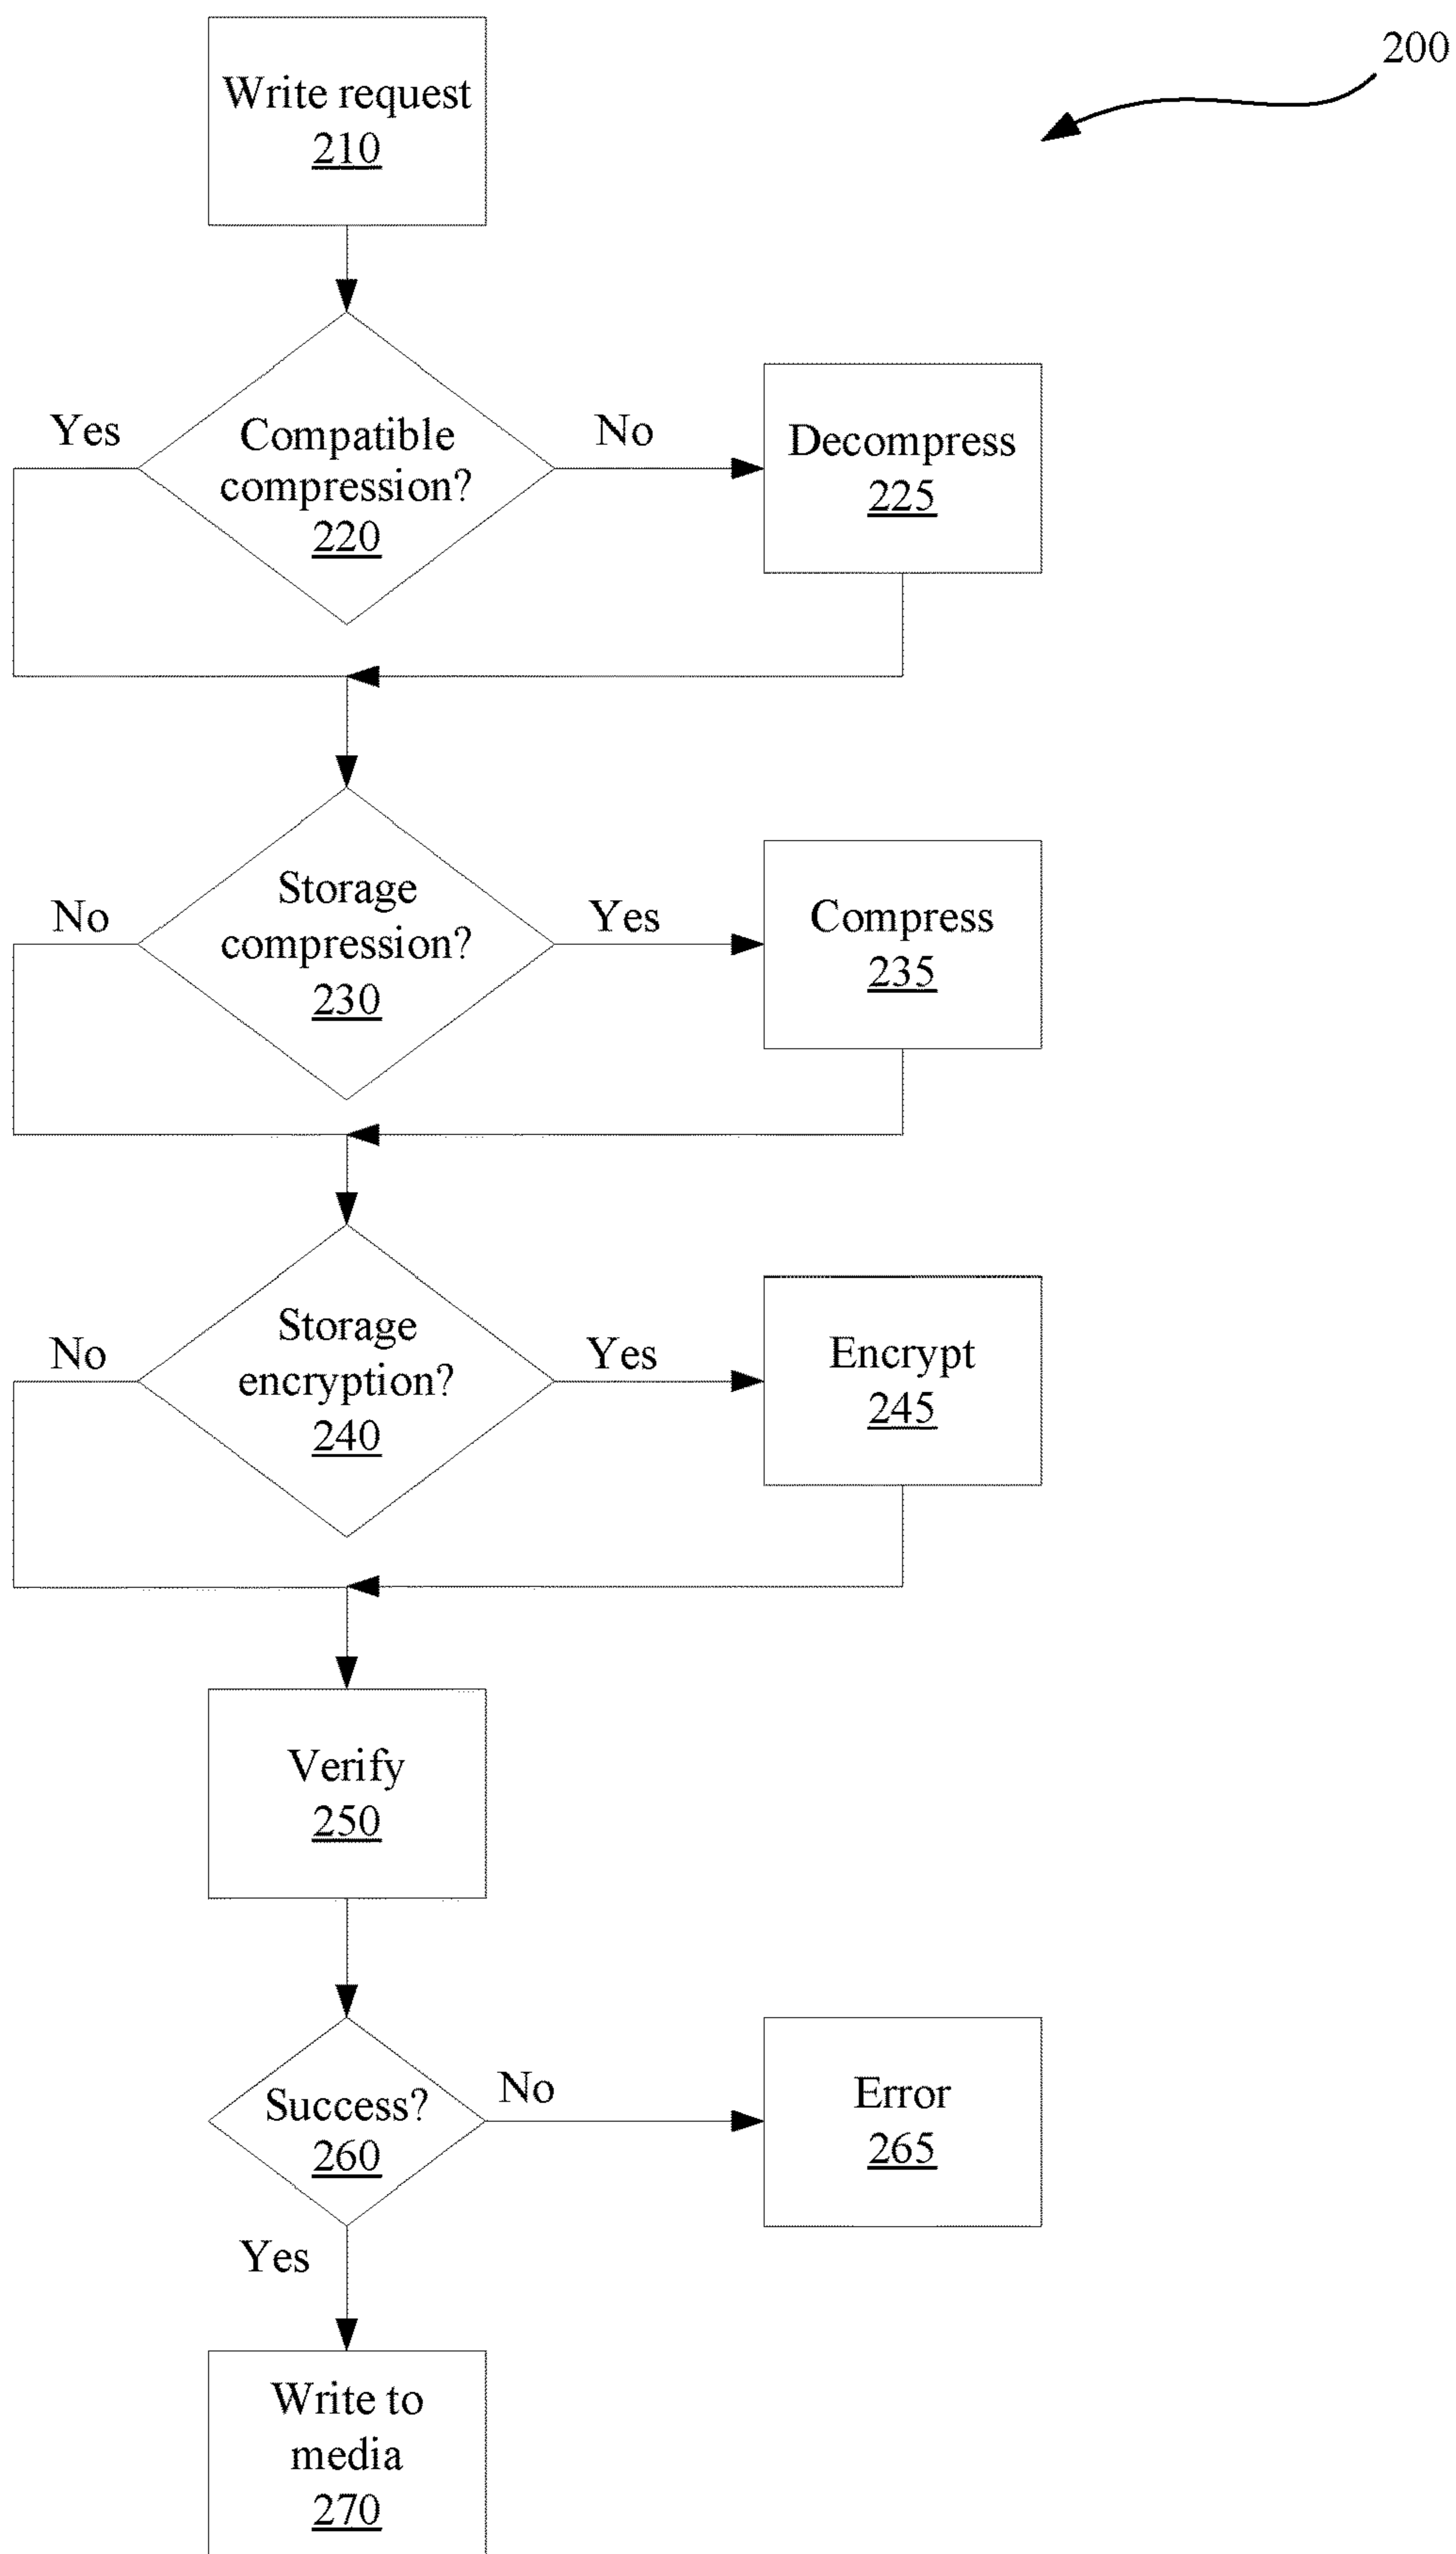 200
Write request
210
Yes
No
Compatible
compression?
220
Decompress
225
No
Yes
Storage
compression?
230
Compress
235
No
Yes
Storage
encryption?
240
Encrypt
245
Verify
250
Success?
260
No
Error
265
Yes
Write to
media
270